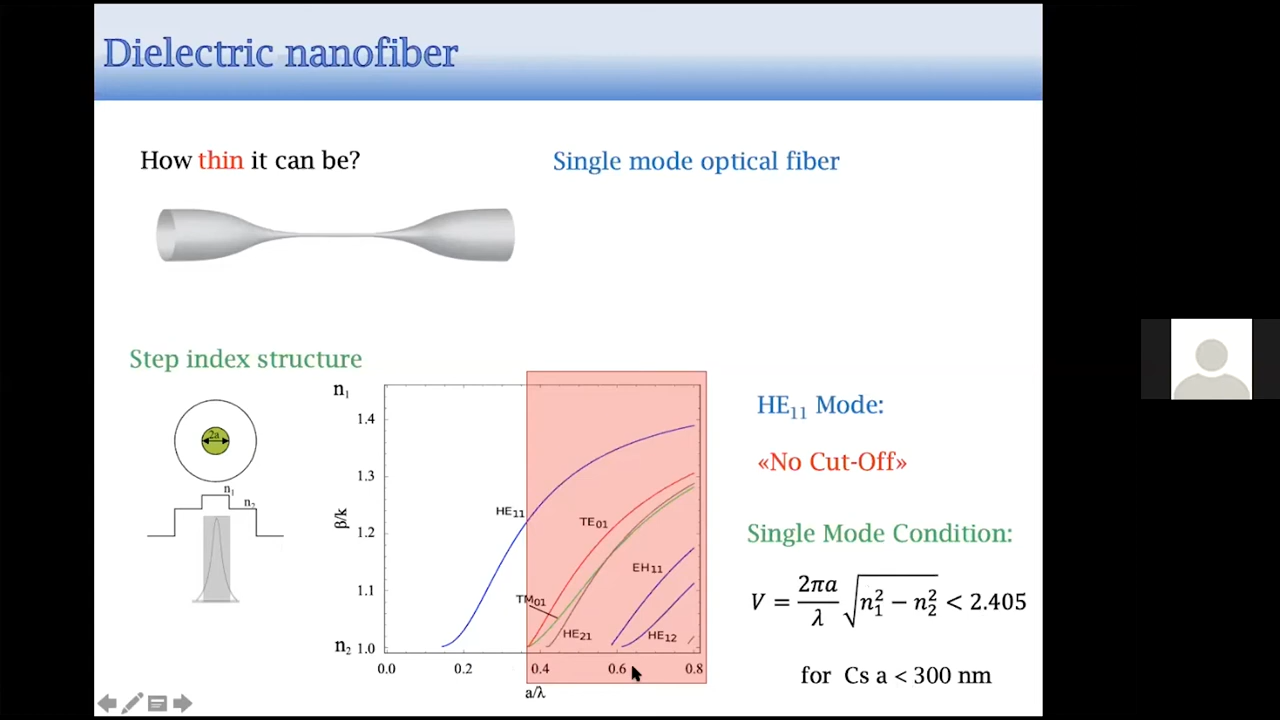 Dielectric nanofiber
How thin it can be?
Single mode optical fiber
Step index structure
2a
n₁
n₂
n₁
1.4
1.3
1.2
1.1
n₂ 1.0
β/k
HE₁₁
TE₀₁
TM₀₁
HE₂₁
EH₁₁
HE₁₂
0.0 0.2 0.4 0.6 0.8
a/λ
HE₁₁ Mode:
«No Cut-Off»
Single Mode Condition:
V = 2πa/λ √(n₁² − n₂²) < 2.405
for Cs a < 300 nm